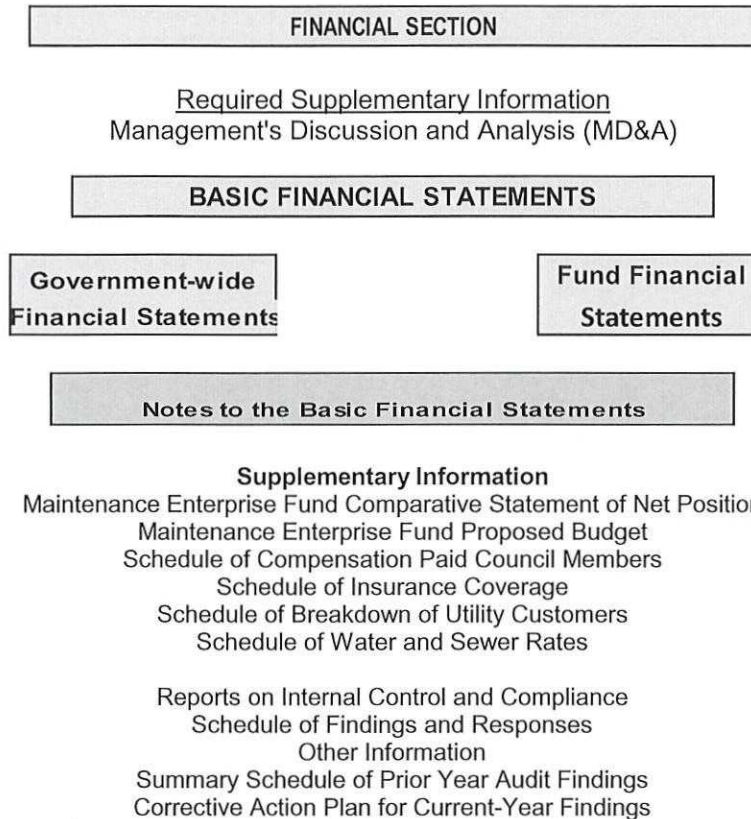 FINANCIAL SECTION
Required Supplementary Information
Management's Discussion and Analysis (MD&A)
BASIC FINANCIAL STATEMENTS
Government-wide
Financial Statements
Fund Financial
Statements
Notes to the Basic Financial Statements
Supplementary Information
Maintenance Enterprise Fund Comparative Statement of Net Position
Maintenance Enterprise Fund Proposed Budget
Schedule of Compensation Paid Council Members
Schedule of Insurance Coverage
Schedule of Breakdown of Utility Customers
Schedule of Water and Sewer Rates
Reports on Internal Control and Compliance
Schedule of Findings and Responses
Other Information
Summary Schedule of Prior Year Audit Findings
Corrective Action Plan for Current-Year Findings